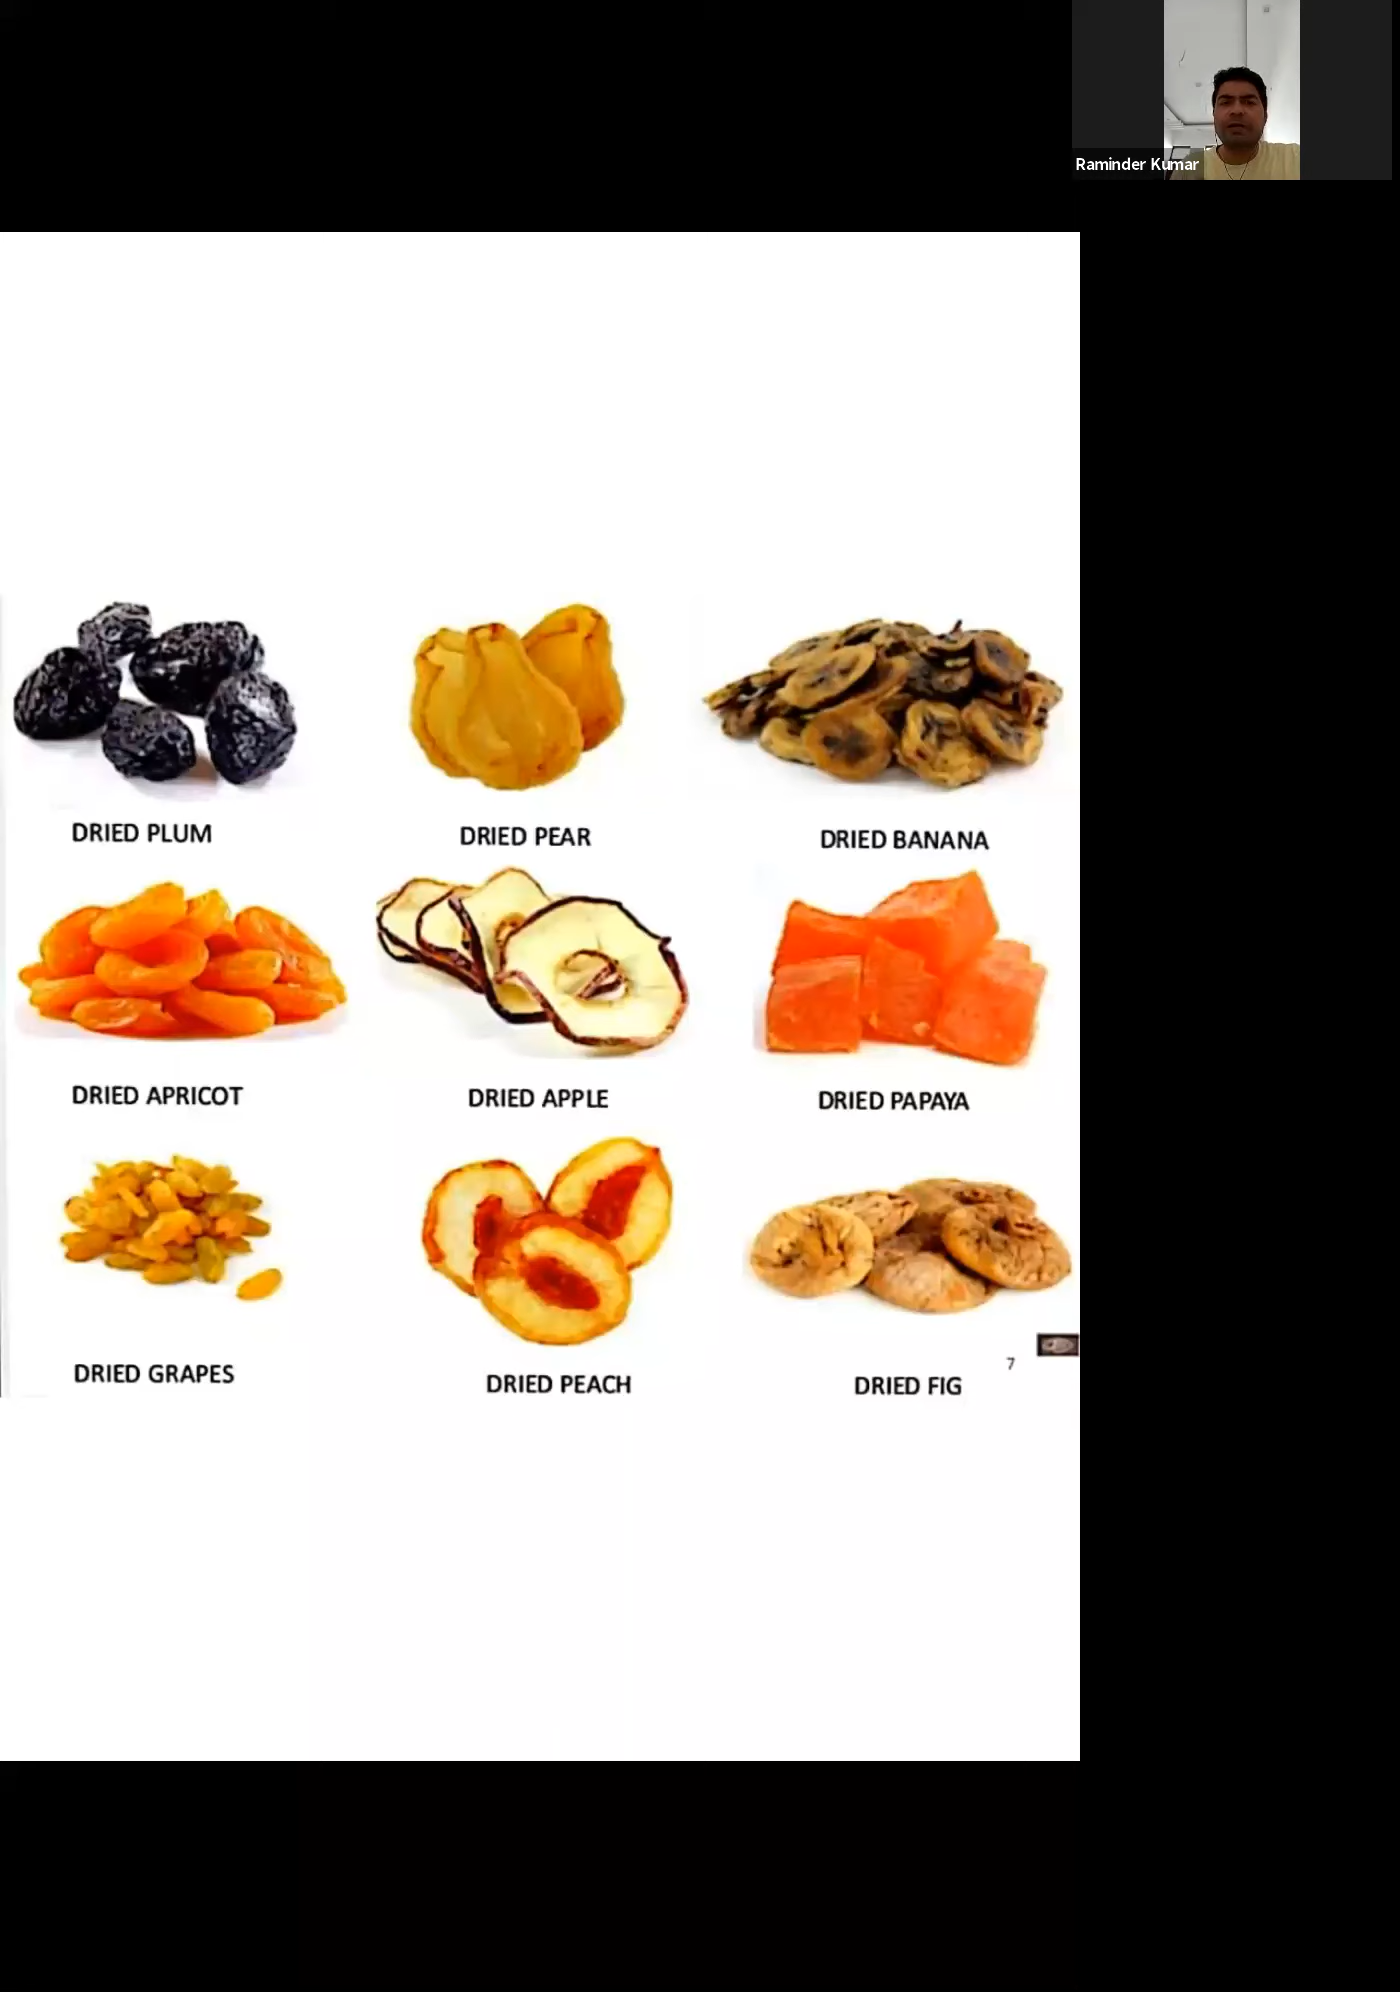 Raminder Kumar
DRIED PLUM
DRIED PEAR
DRIED BANANA
DRIED APRICOT
DRIED APPLE
DRIED PAPAYA
DRIED GRAPES
DRIED PEACH
7
DRIED FIG